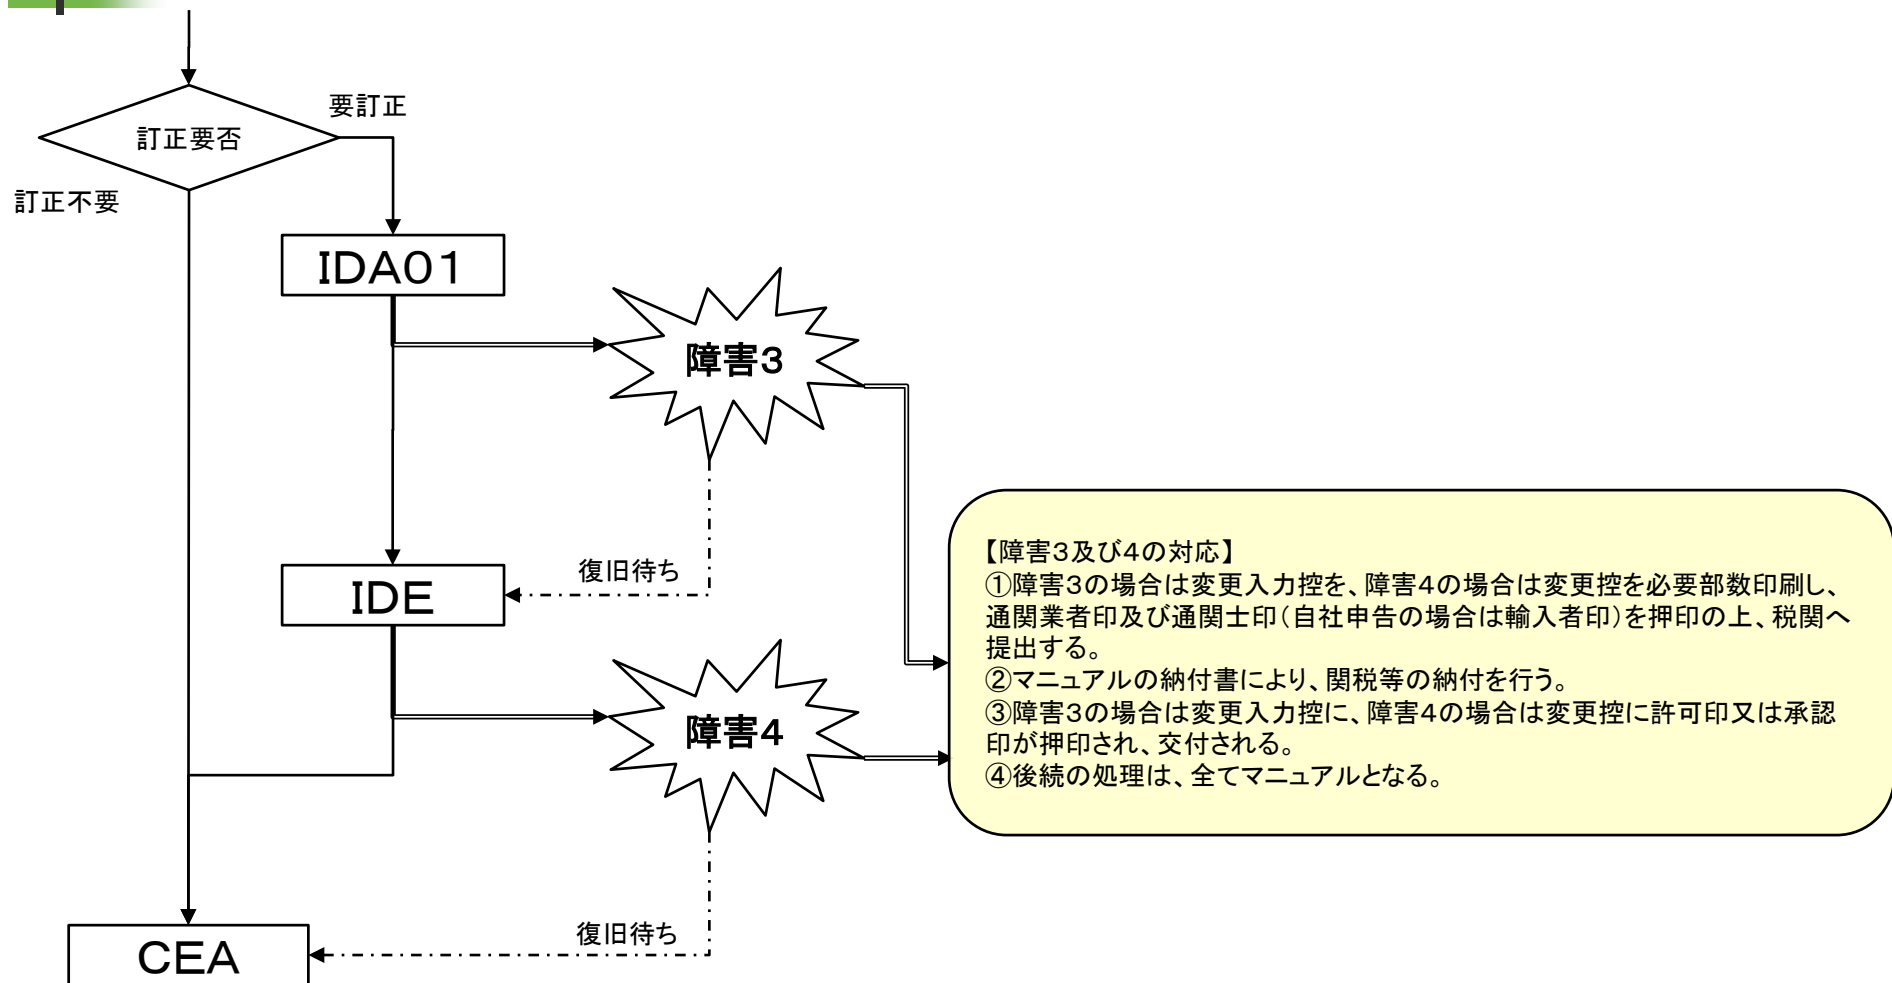 要訂正
訂正要否
訂正不要
IDA01
障害3
復旧待ち
IDE
【障害3及び4の対応】
①障害3の場合は変更入力控を、障害4の場合は変更控を必要部数印刷し、
通関業者印及び通関士印(自社申告の場合は輸入者印)を押印の上、税関へ
提出する。
②マニュアルの納付書により、関税等の納付を行う。
③障害3の場合は変更入力控に、障害4の場合は変更控に許可印又は承認
印が押印され、交付される。
④後続の処理は、全てマニュアルとなる。
障害4
復旧待ち
CEA